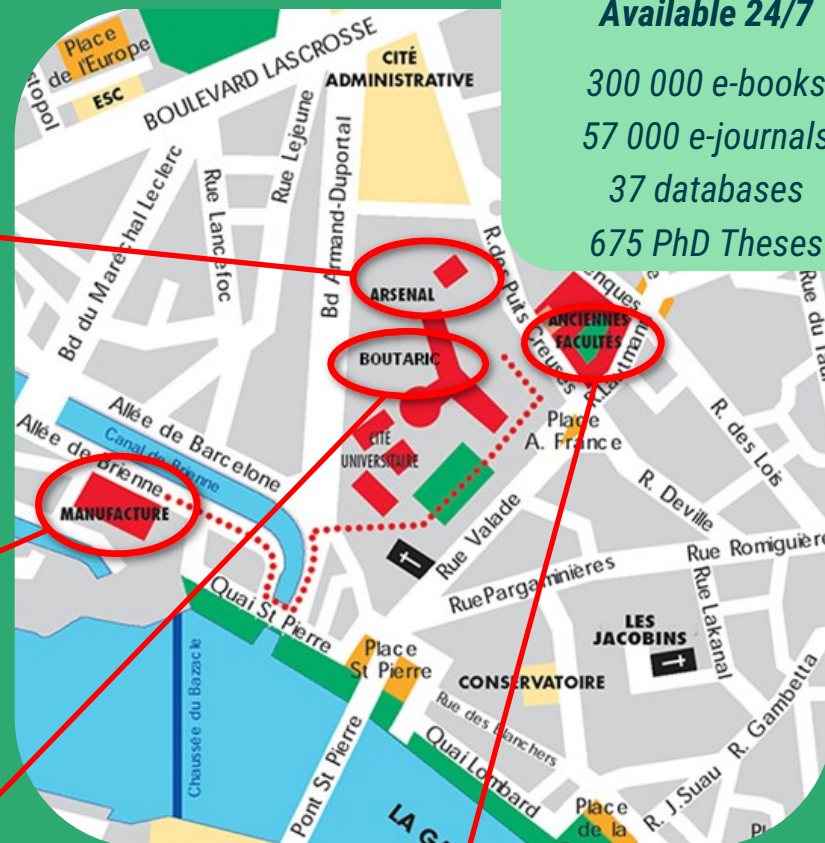 Available 24/7
300 000 e-books
57 000 e-journals
37 databases
675 PhD Theses
Place
de l'Europe
ESC
BOULEVARD LASCROSSE
CITÉ
ADMINISTRATIVE
Bd du Maréchal Leclerc
Rue Lancefoc
Rue Lejeune
Bd Armand-Duportal
R. des Puits Creusés
ARSENAL
BOUTARIC
ANCIENNES
FACULTÉS
R. Lautman
CITÉ
UNIVERSITAIRE
Place
A. France
R. des Lois
R. Deville
Allée de Barcelone
Canal de Brienne
Allée de Brienne
MANUFACTURE
Rue Valade
Rue Pargaminières
Rue Romiguières
Rue Lakanal
LES
JACOBINS
Quai St Pierre
Place
St Pierre
CONSERVATOIRE
Rue des Blanchers
Quai Lombard
Chaussée du Bazacle
Pont St Pierre
R. J.Suau
R. Gambetta
Place
de la
LA